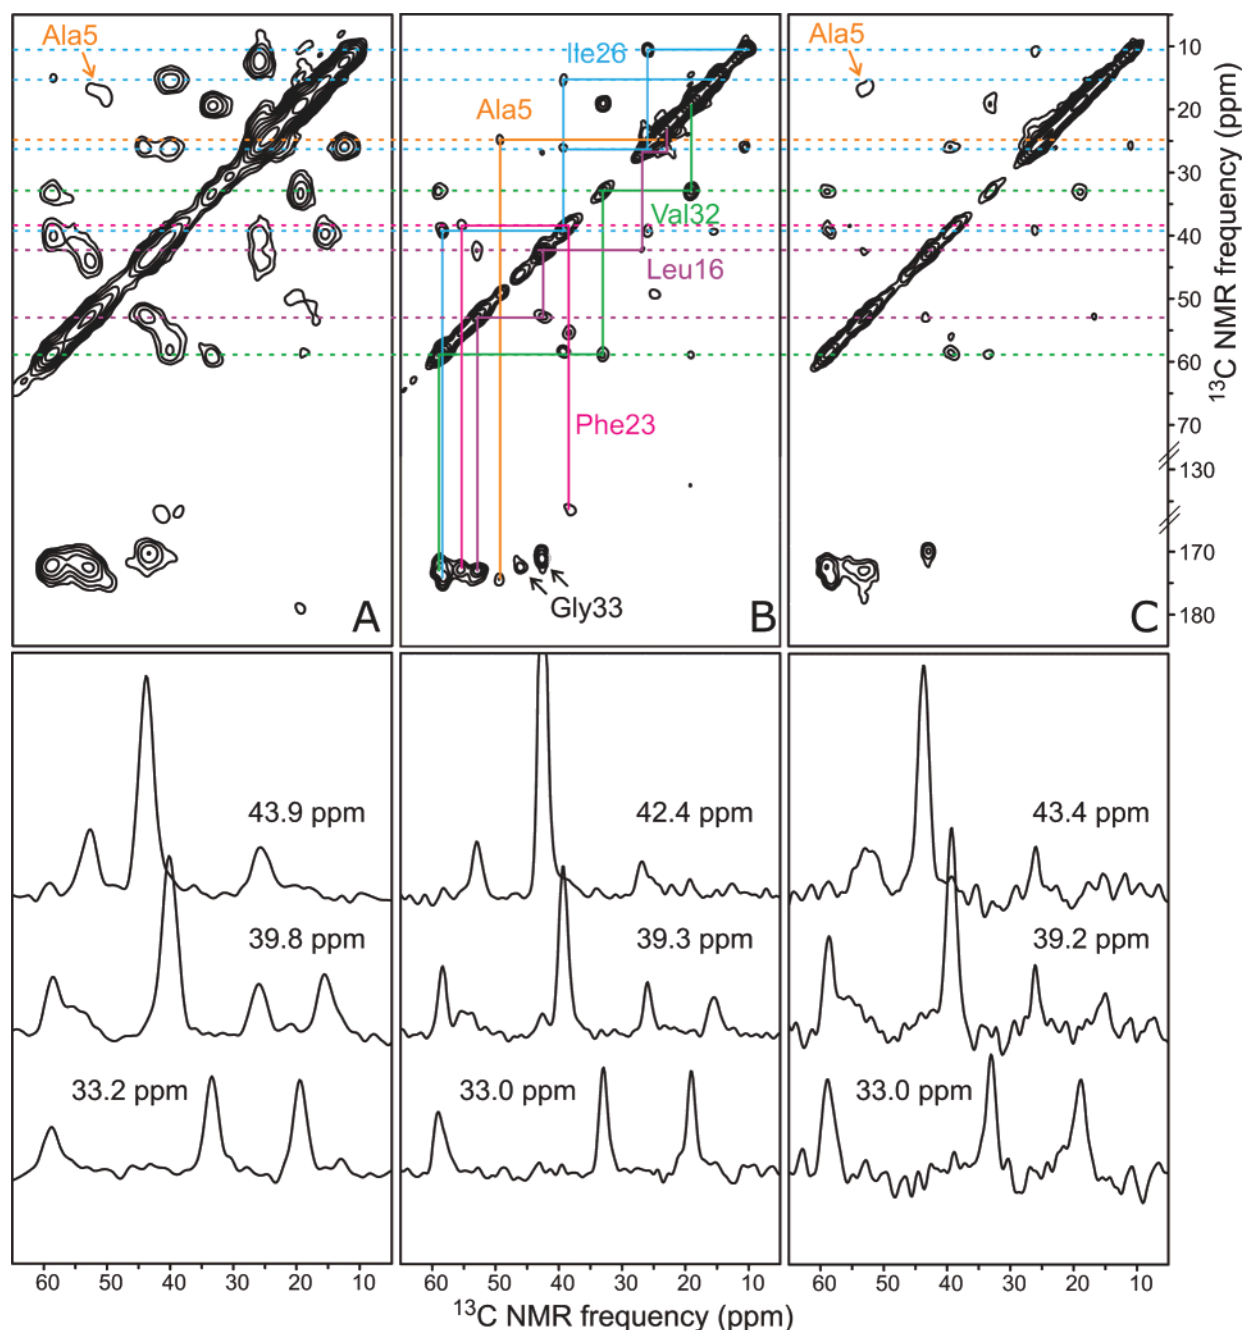 Ala5
A
Ile26
Ala5
Val32
Leu16
Phe23
Gly33
B
Ala5
C
10
20
30
40
50
60
70
130
170
180
13C NMR frequency (ppm)
43.9 ppm
39.8 ppm
33.2 ppm
42.4 ppm
39.3 ppm
33.0 ppm
43.4 ppm
39.2 ppm
33.0 ppm
60 50 40 30 20 10 60 50 40 30 20 10 60 50 40 30 20 10
13C NMR frequency (ppm)